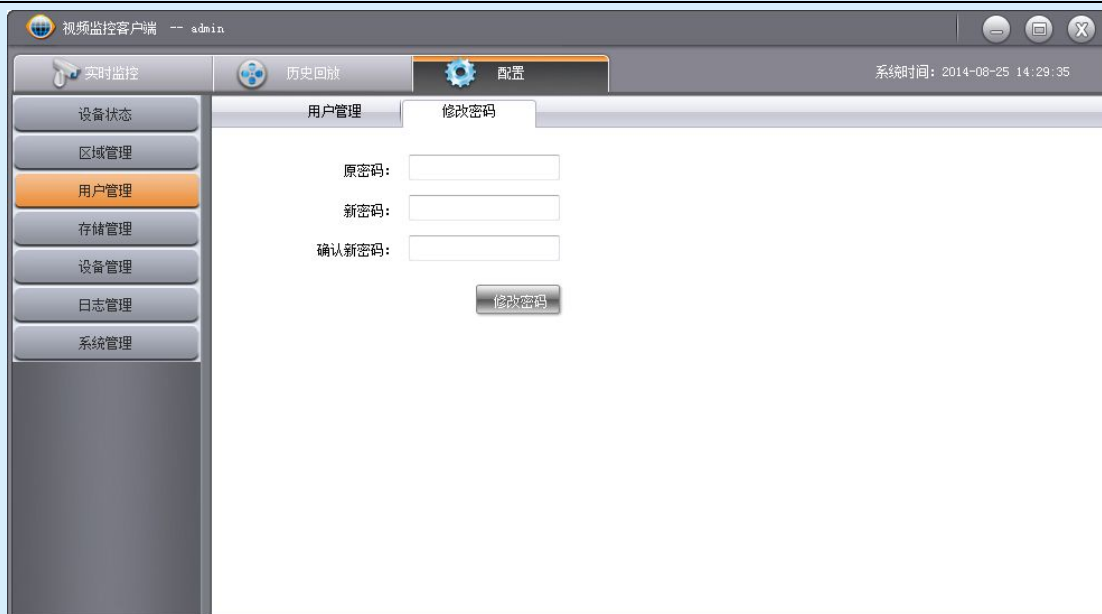 视频监控客户端 -- admin
实时监控
历史回放
配置
系统时间: 2014-08-25 14:29:35
设备状态
区域管理
用户管理
存储管理
设备管理
日志管理
系统管理
用户管理
修改密码
原密码:
新密码:
确认新密码:
修改密码